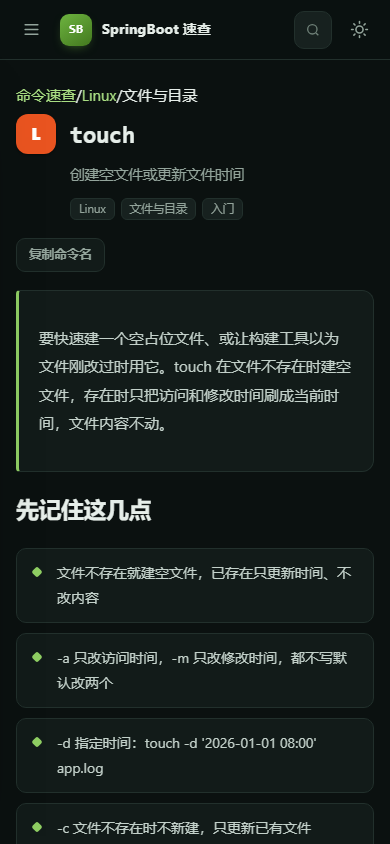 SB SpringBoot 速查
命令速查/Linux/文件与目录
L touch
创建空文件或更新文件时间
Linux 文件与目录 入门
复制命令名
要快速建一个空占位文件、或让构建工具以为
文件刚改过时用它。touch 在文件不存在时建空
文件，存在时只把访问和修改时间刷成当前时
间，文件内容不动。
先记住这几点
文件不存在就建空文件，已存在只更新时间、不
改内容
-a 只改访问时间，-m 只改修改时间，都不写默
认改两个
-d 指定时间：touch -d '2026-01-01 08:00'
app.log
-c 文件不存在时不新建，只更新已有文件